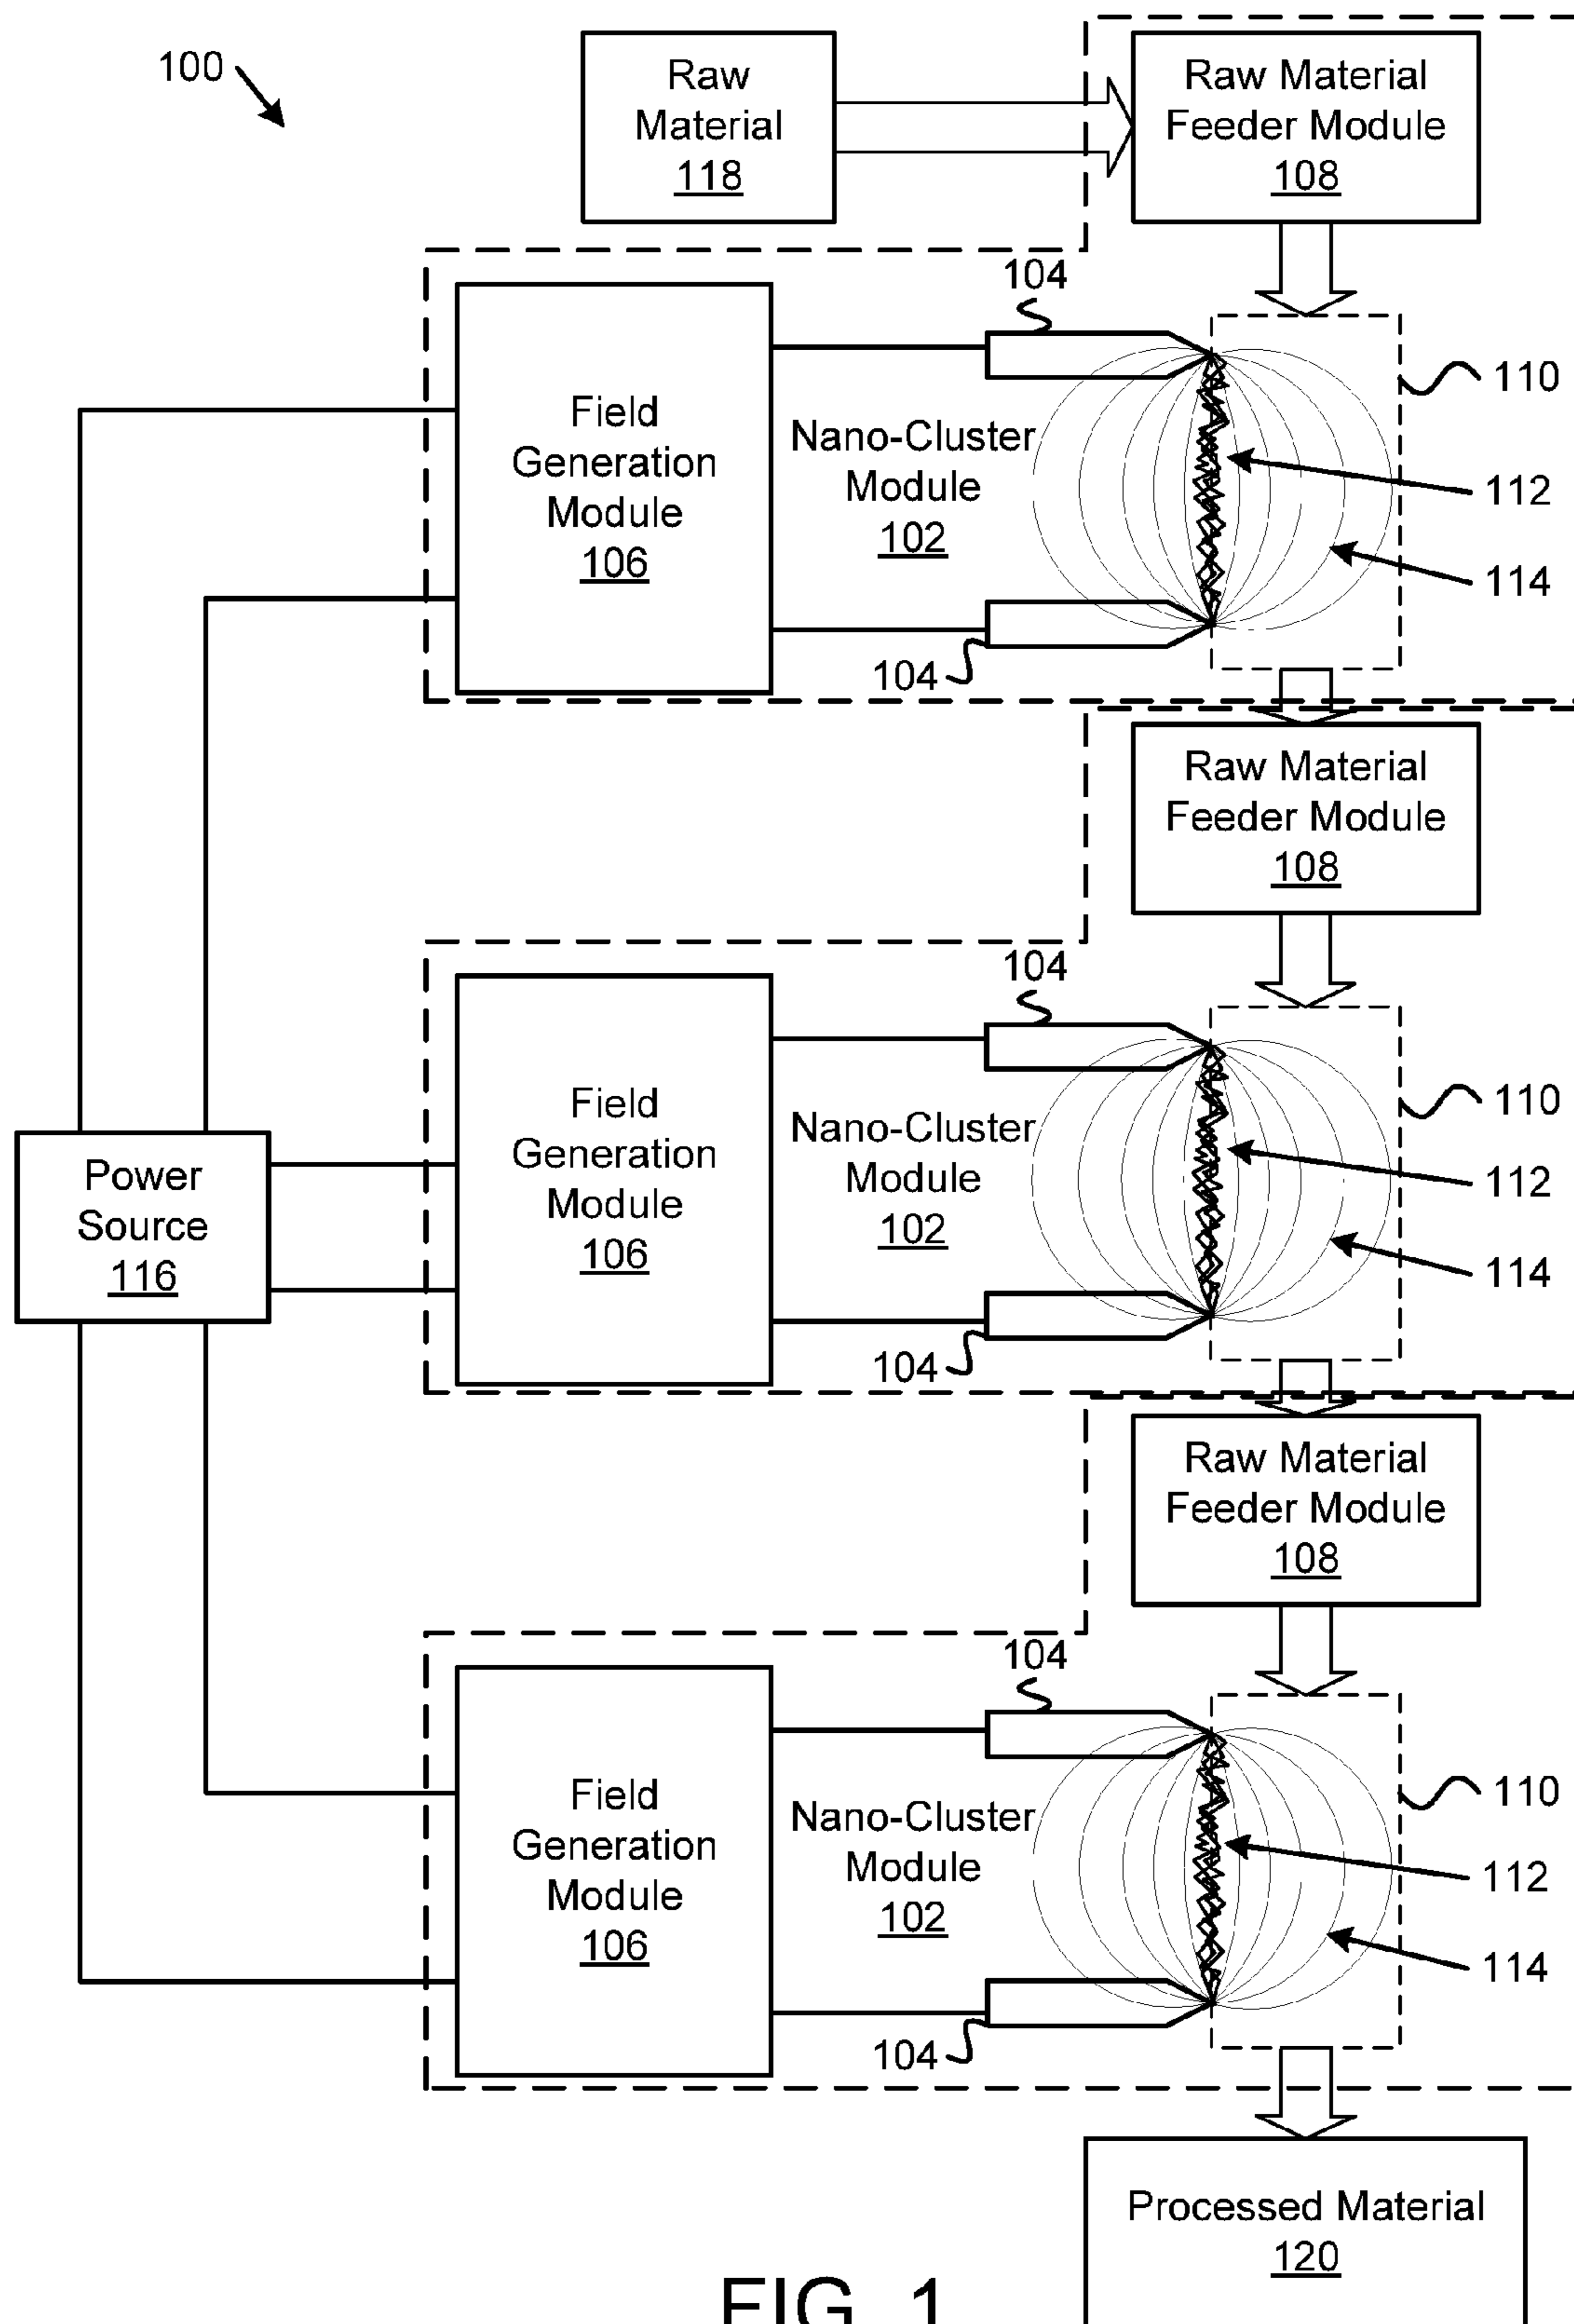 100
Raw
Material
118
Raw Material
Feeder Module
108
104
Field
Generation
Module
106
Nano-Cluster
Module
102
110
112
114
104
Raw Material
Feeder Module
108
104
Field
Generation
Module
106
Nano-Cluster
Module
102
110
112
114
104
Power
Source
116
Raw Material
Feeder Module
108
104
Field
Generation
Module
106
Nano-Cluster
Module
102
110
112
114
104
Processed Material
120
FIG. 1